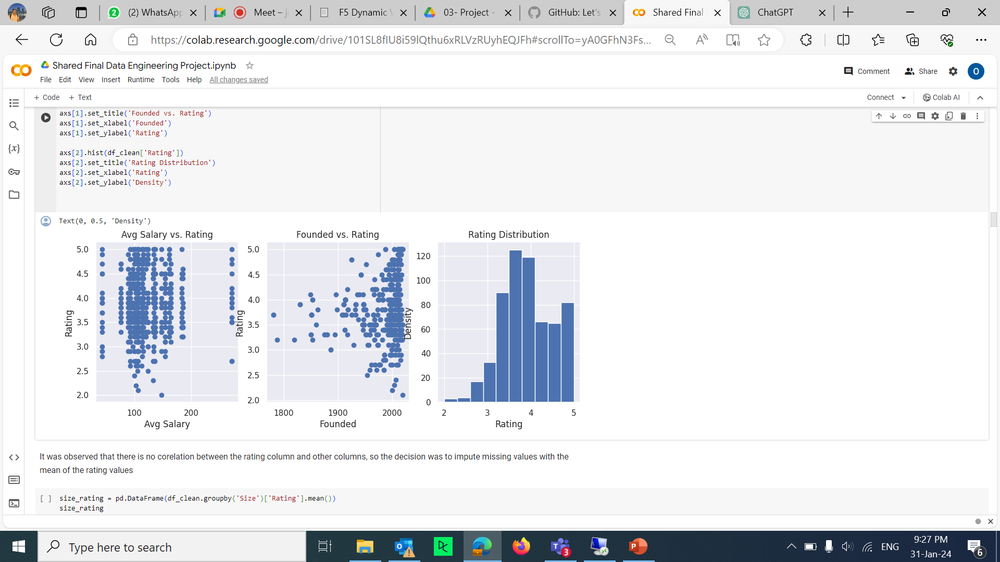 (2) WhatsApp
Meet – j
F5 Dynamic
03- Project -
GitHub: Let's
Shared Final
ChatGPT
https://colab.research.google.com/drive/101SL8fIU8i59lQthu6xRLVzRUyhEQJFh#scrollTo=yA0GFhN3Fs...
Shared Final Data Engineering Project.ipynb
Comment
Share
O
File Edit View Insert Runtime Tools Help All changes saved
+ Code + Text
Connect
Colab AI
axs[1].set_title('Founded vs. Rating')
axs[1].set_xlabel('Founded')
axs[1].set_ylabel('Rating')
axs[2].hist(df_clean['Rating'])
axs[2].set_title('Rating Distribution')
axs[2].set_xlabel('Rating')
axs[2].set_ylabel('Density')
Text(0, 0.5, 'Density')
Avg Salary vs. Rating
5.0
4.5
4.0
3.5
3.0
2.5
2.0
Rating
100 200
Avg Salary
Founded vs. Rating
5.0
4.5
4.0
3.5
3.0
2.5
2.0
Rating
1800 1900 2000
Founded
Rating Distribution
120
100
80
60
40
20
0
Density
2 3 4 5
Rating
It was observed that there is no corelation between the rating column and other columns, so the decision was to impute missing values with the
mean of the rating values
[ ] size_rating = pd.DataFrame(df_clean.groupby('Size')['Rating'].mean())
size_rating
Type here to search
3
ENG
9:27 PM
31-Jan-24
6